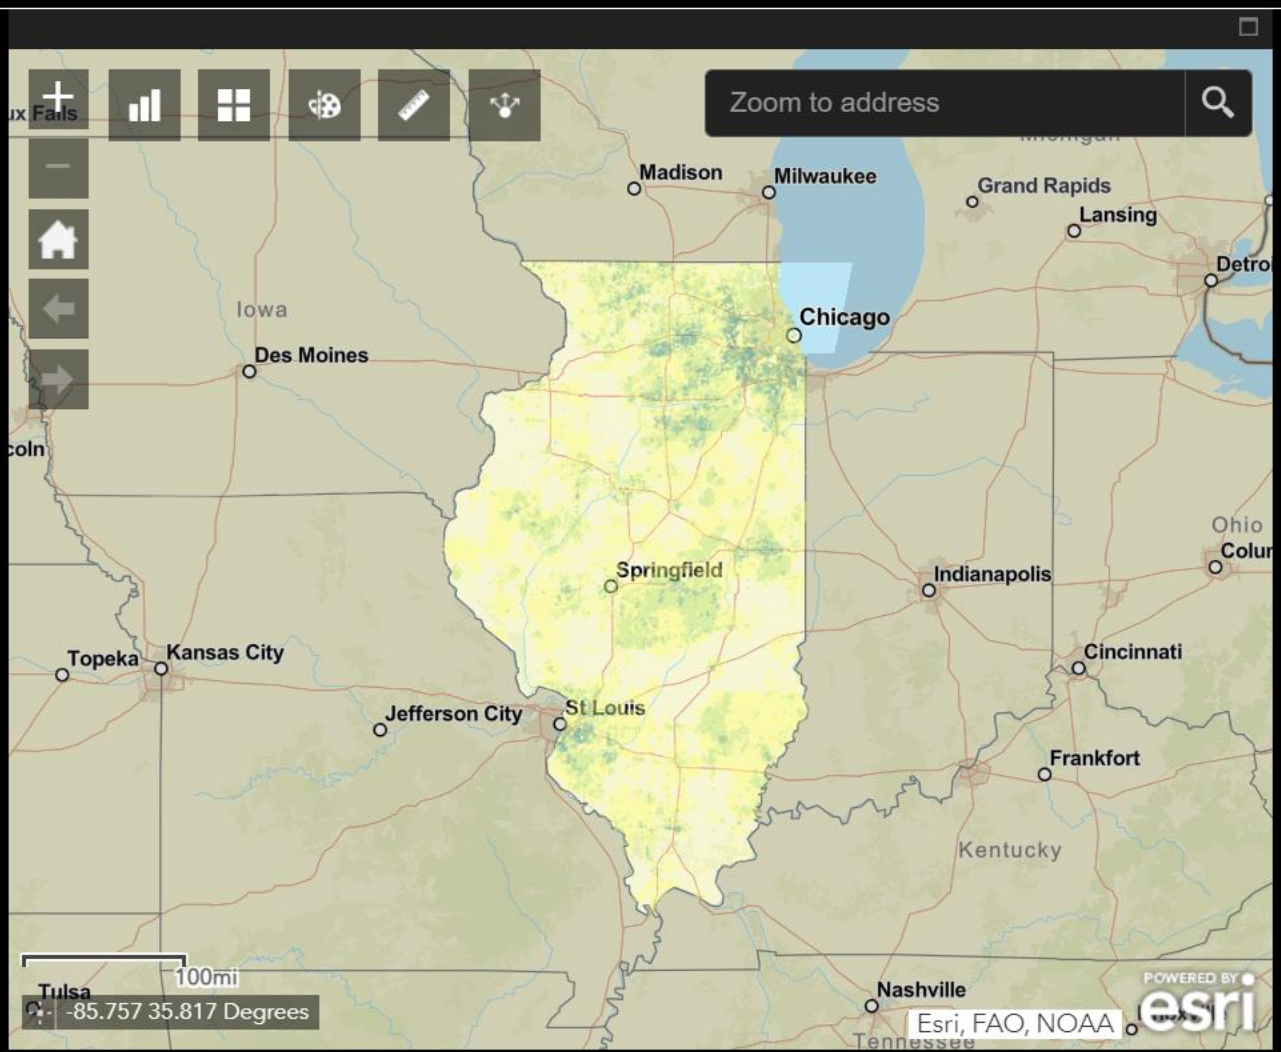 Zoom to address
ux Falls
Michigan
Madison
Milwaukee
Grand Rapids
Lansing
Detroi
Iowa
Chicago
Des Moines
coln
Ohio
Colum
Springfield
Indianapolis
Topeka
Kansas City
Cincinnati
Jefferson City
St Louis
Frankfort
Kentucky
100mi
Tulsa
-85.757 35.817 Degrees
Nashville
POWERED BY
esri
Esri, FAO, NOAA
Knoxville
Tennessee